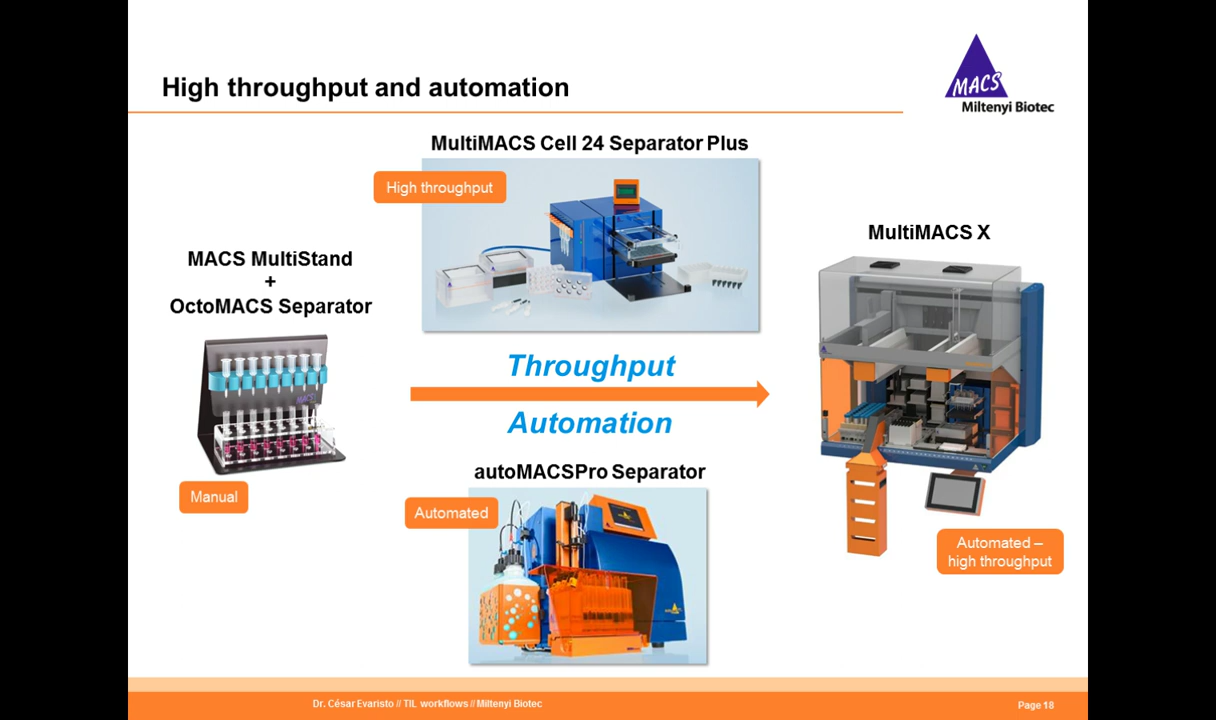 High throughput and automation
MACS
Miltenyi Biotec
MultiMACS Cell 24 Separator Plus
High throughput
MACS MultiStand
+
OctoMACS Separator
MACS
Manual
Throughput
Automation
autoMACSPro Separator
Automated
MultiMACS X
Automated –
high throughput
Dr. César Evaristo // TIL workflows // Miltenyi Biotec
Page 18